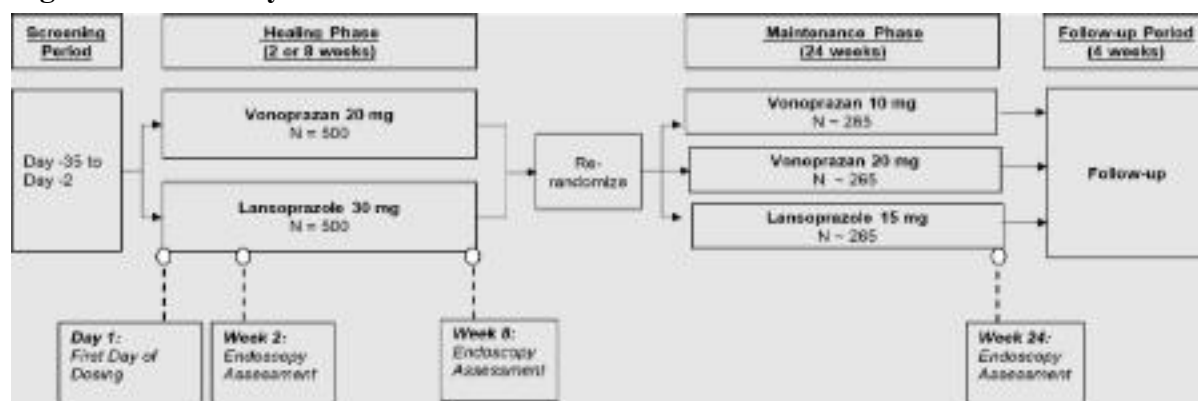 Screening
Period
Healing Phase
(2 or 8 weeks)
Maintenance Phase
(24 weeks)
Follow-up Period
(4 weeks)
Day -35 to
Day -2
Vonoprazan 20 mg
N = 500
Lansoprazole 30 mg
N = 500
Re-
randomize
Vonoprazan 10 mg
N ~ 265
Vonoprazan 20 mg
N ~ 265
Lansoprazole 15 mg
N ~ 265
Follow-up
Day 1:
First Day of
Dosing
Week 2:
Endoscopy
Assessment
Week 8:
Endoscopy
Assessment
Week 24:
Endoscopy
Assessment